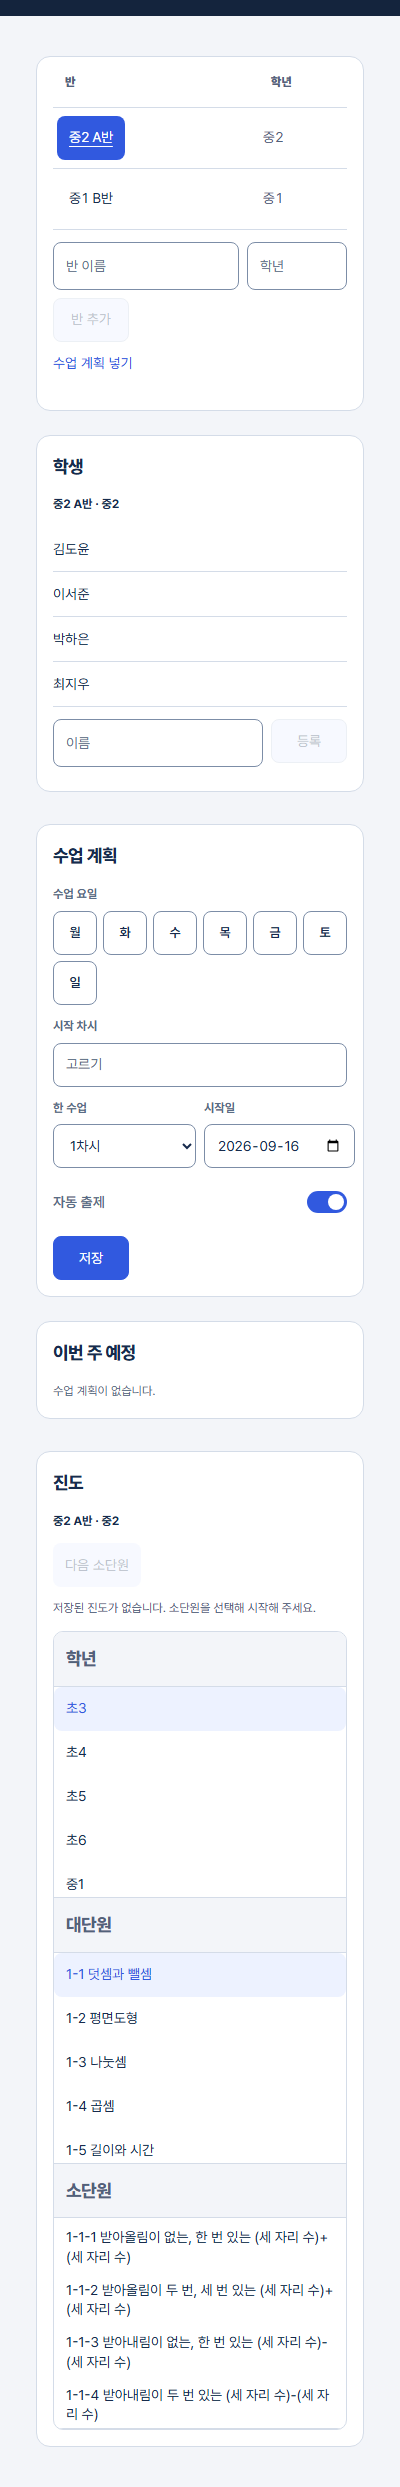 반 학년
중2 A반 중2
중1 B반 중1
반 이름 학년
반 추가
수업 계획 넣기
학생
중2 A반 · 중2
김도윤
이서준
박하은
최지우
이름 등록
수업 계획
수업 요일
월 화 수 목 금 토
일
시작 차시
고르기
한 수업 시작일
1차시 2026-09-16
자동 출제
저장
이번 주 예정
수업 계획이 없습니다.
진도
중2 A반 · 중2
다음 소단원
저장된 진도가 없습니다. 소단원을 선택해 시작해 주세요.
학년
초3
초4
초5
초6
중1
대단원
1-1 덧셈과 뺄셈
1-2 평면도형
1-3 나눗셈
1-4 곱셈
1-5 길이와 시간
소단원
1-1-1 받아올림이 없는, 한 번 있는 (세 자리 수)+
(세 자리 수)
1-1-2 받아올림이 두 번, 세 번 있는 (세 자리 수)+
(세 자리 수)
1-1-3 받아내림이 없는, 한 번 있는 (세 자리 수)-
(세 자리 수)
1-1-4 받아내림이 두 번 있는 (세 자리 수)-(세 자
리 수)